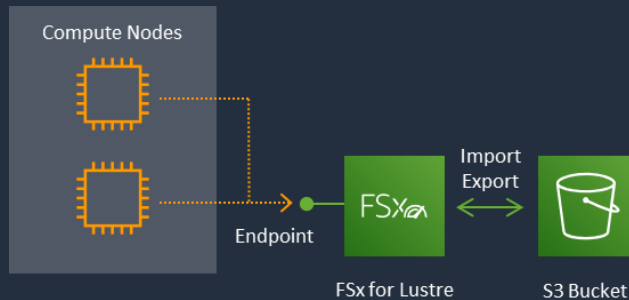 Compute Nodes
Endpoint
FSx
FSx for Lustre
Import
Export
S3 Bucket